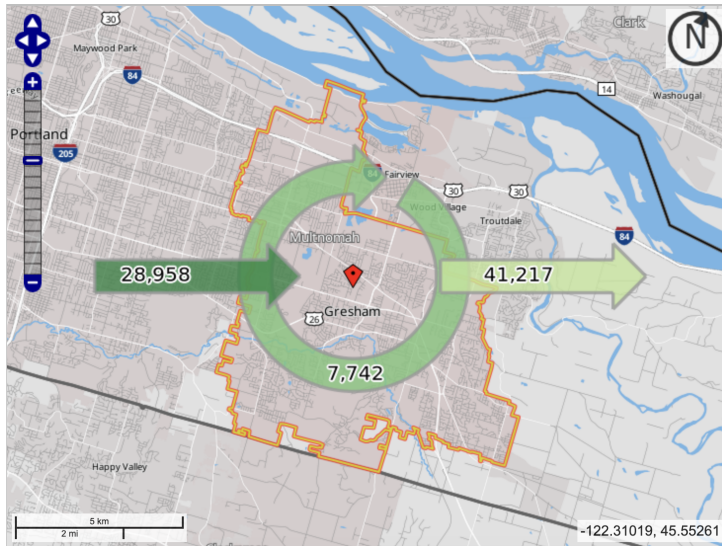 30
Clark
N
Maywood Park
84
14
Washougal
Portland
205
84
Fairview
30
30
Wood Village
Troutdale
Multnomah
84
28,958
41,217
Gresham
26
7,742
Happy Valley
5 km
2 mi
-122.31019, 45.55261